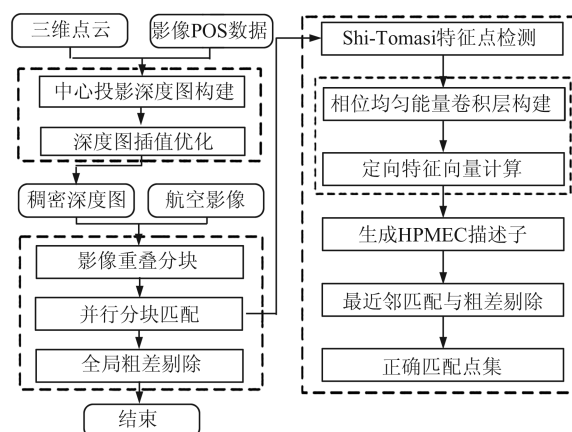 三维点云
影像POS数据
中心投影深度图构建
深度图插值优化
稠密深度图
航空影像
影像重叠分块
并行分块匹配
全局粗差剔除
结束
Shi-Tomasi特征点检测
相位均匀能量卷积层构建
定向特征向量计算
生成HPMEC描述子
最近邻匹配与粗差剔除
正确匹配点集